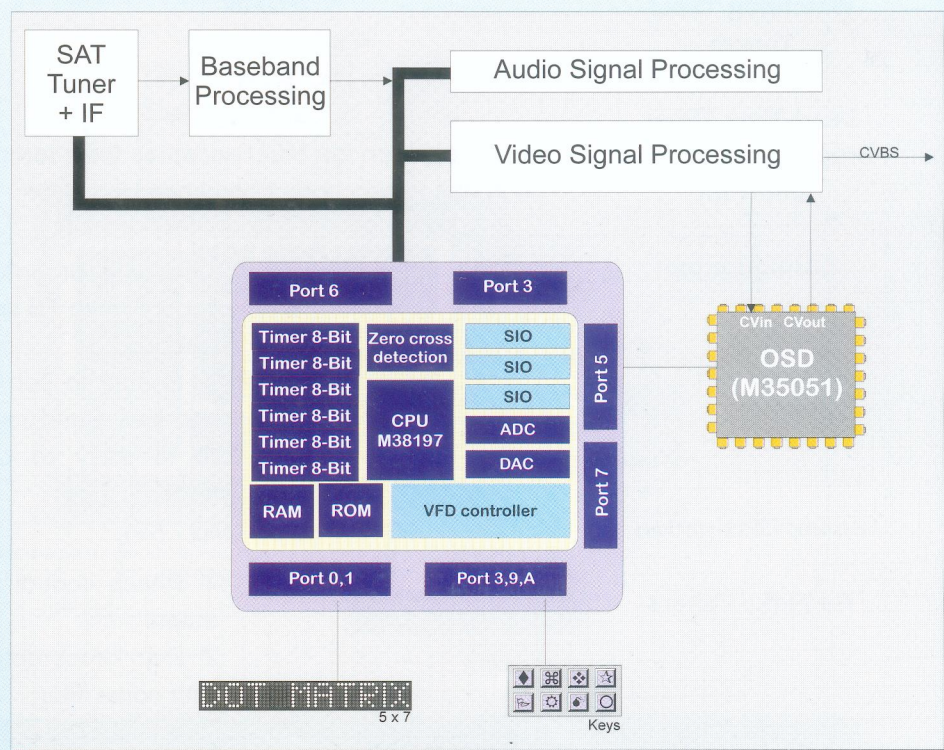 SAT
Tuner
+ IF
Baseband
Processing
Audio Signal Processing
Video Signal Processing
CVBS
Port 6
Port 3
Timer 8-Bit
Timer 8-Bit
Timer 8-Bit
Timer 8-Bit
Timer 8-Bit
Timer 8-Bit
Zero cross
detection
CPU
M38197
SIO
SIO
SIO
ADC
DAC
RAM
ROM
VFD controller
Port 5
Port 7
CVin CVout
OSD
(M35051)
Port 0,1
Port 3,9,A
DOT MATRIX
5 x 7
Keys